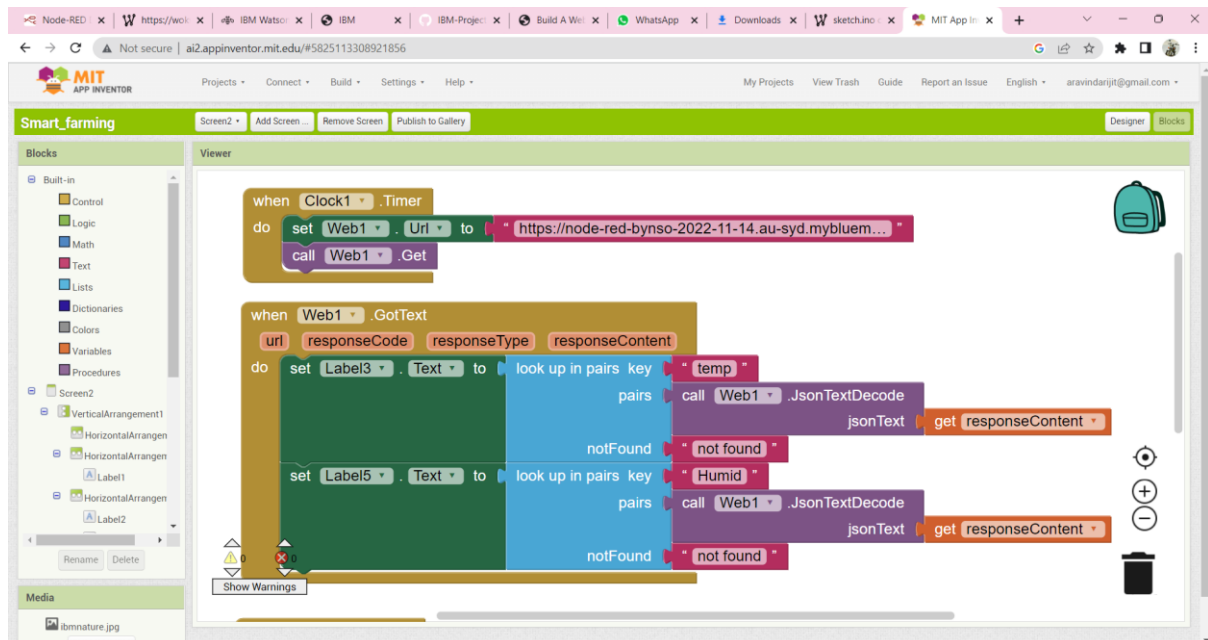 Node-RED
https://wok
IBM Watson
IBM
IBM-Project
Build A We
WhatsApp
Downloads
sketch.ino
MIT App In
Not secure | ai2.appinventor.mit.edu/#5825113308921856
MIT
APP INVENTOR
Projects
Connect
Build
Settings
Help
My Projects
View Trash
Guide
Report an Issue
English
aravindarijit@gmail.com
Smart_farming
Screen2
Add Screen ...
Remove Screen
Publish to Gallery
Designer
Blocks
Blocks
Viewer
Built-in
Control
Logic
Math
Text
Lists
Dictionaries
Colors
Variables
Procedures
Screen2
VerticalArrangement1
HorizontalArrangen
HorizontalArrangen
Label1
HorizontalArrangen
Label2
Rename Delete
Media
ibmnature.jpg
when Clock1 .Timer
do set Web1 . Url to " https://node-red-bynso-2022-11-14.au-syd.mybluem... "
call Web1 .Get
when Web1 .GotText
url responseCode responseType responseContent
do set Label3 . Text to look up in pairs key " temp "
pairs call Web1 .JsonTextDecode
jsonText get responseContent
notFound " not found "
set Label5 . Text to look up in pairs key " Humid "
pairs call Web1 .JsonTextDecode
jsonText get responseContent
notFound " not found "
0 0
Show Warnings